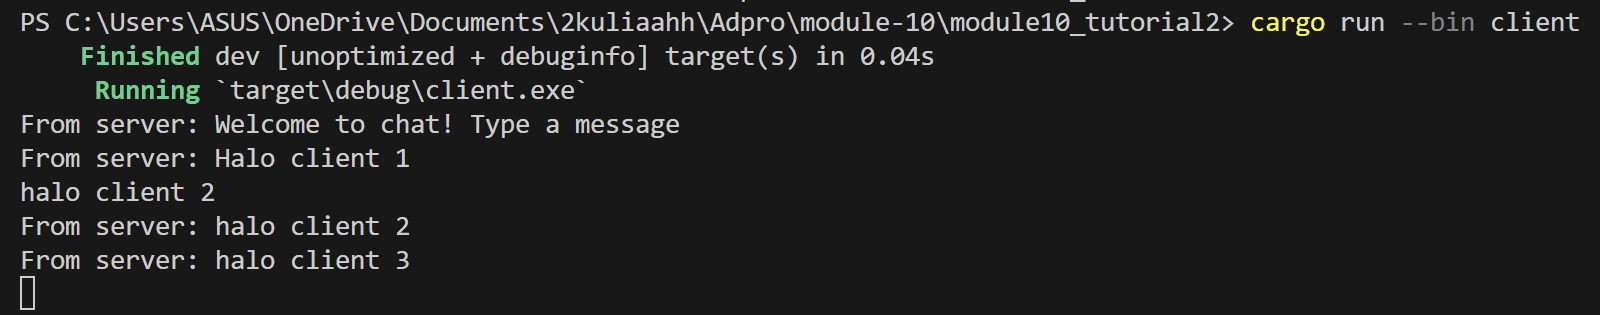 PS C:\Users\ASUS\OneDrive\Documents\2kuliaahh\Adpro\module-10\module10_tutorial2> cargo run --bin client
Finished dev [unoptimized + debuginfo] target(s) in 0.04s
Running `target\debug\client.exe`
From server: Welcome to chat! Type a message
From server: Halo client 1
halo client 2
From server: halo client 2
From server: halo client 3